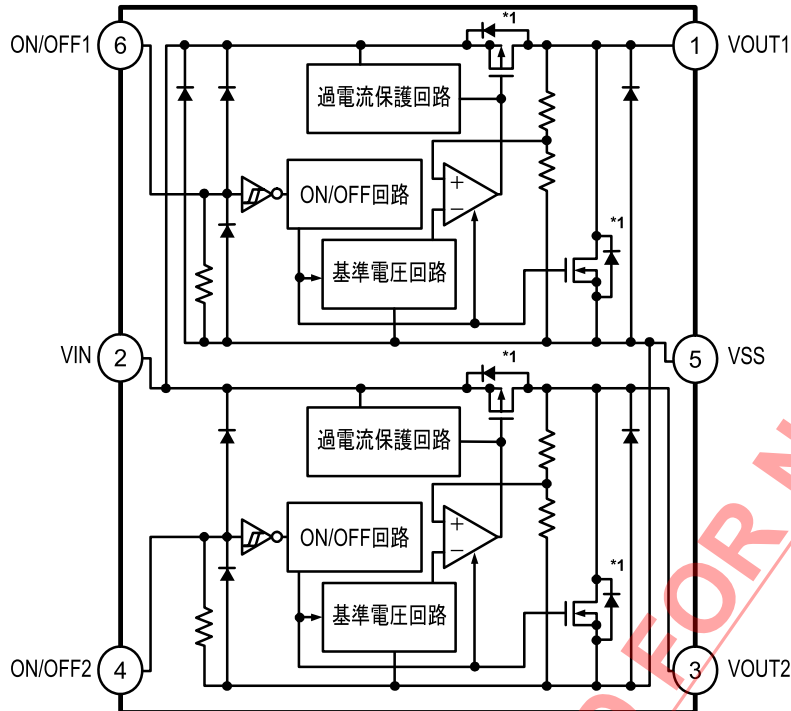 ON/OFF1 6 *1 1 VOUT1
過電流保護回路
+
ON/OFF回路
−
*1
基準電圧回路
VIN 2 *1 5 VSS
過電流保護回路
+
ON/OFF回路
−
*1
基準電圧回路
ON/OFF2 4 3 VOUT2
FOR